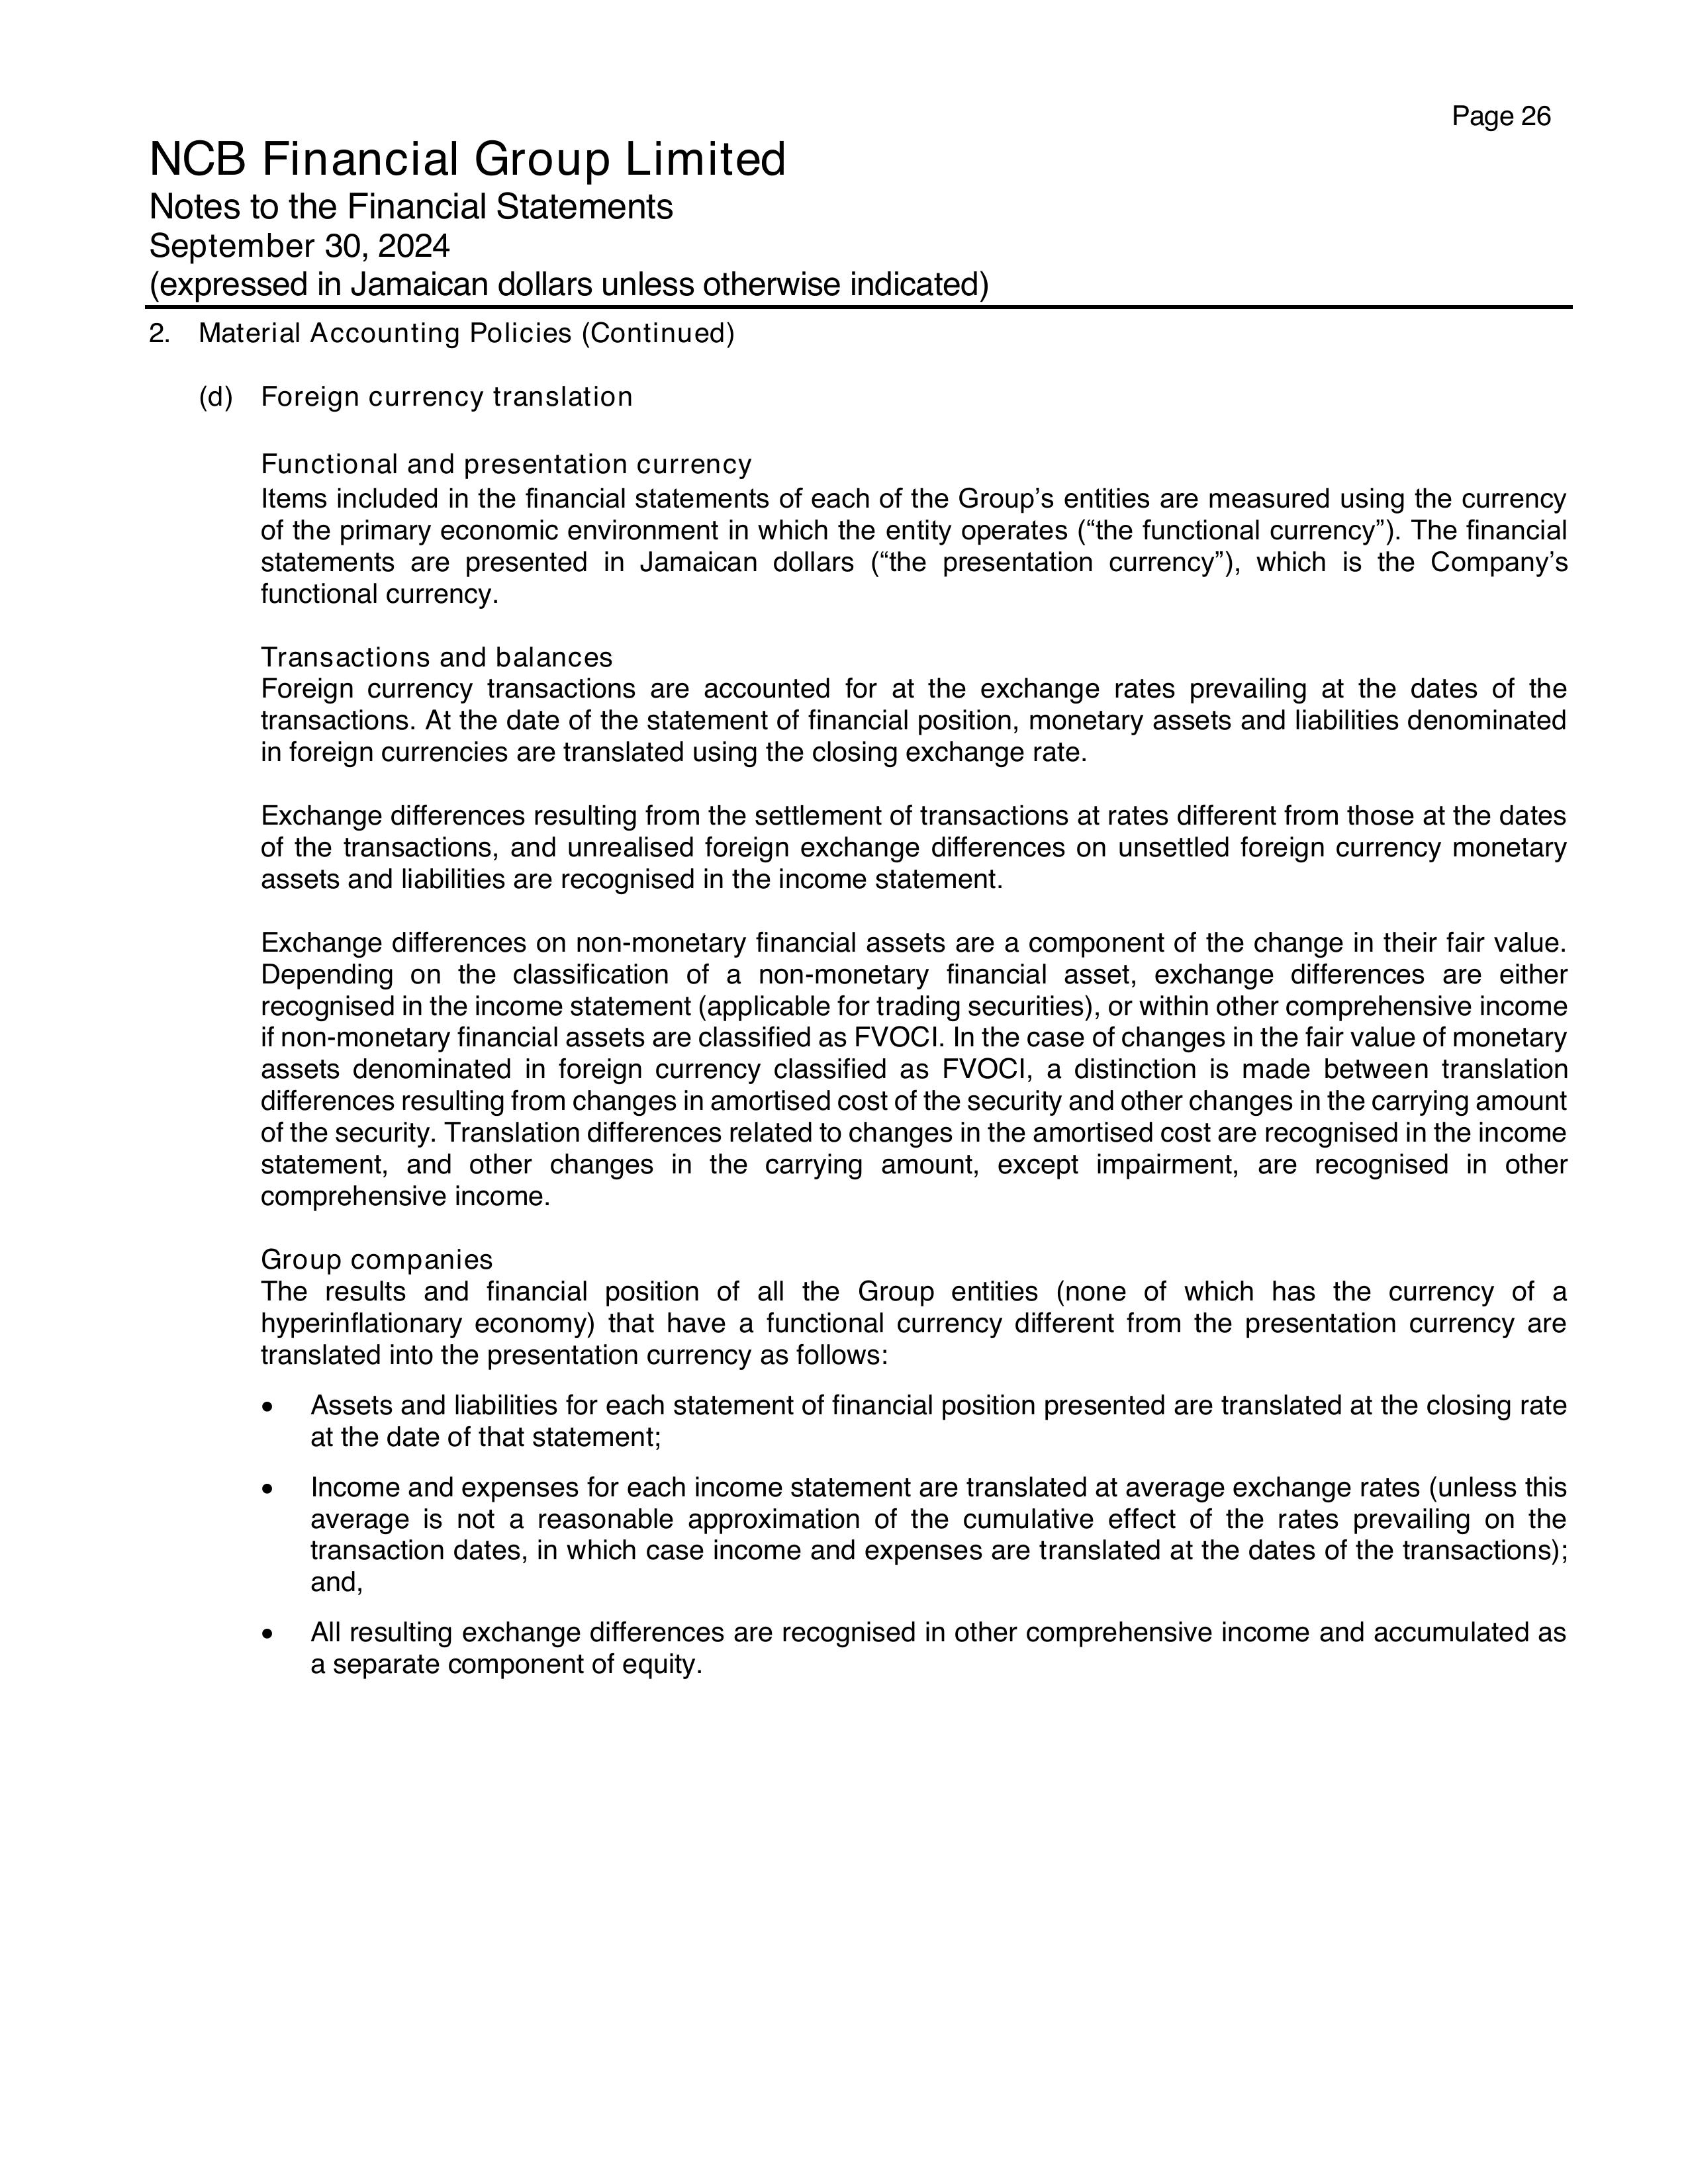 Page 26
NCB Financial Group Limited
Notes to the Financial Statements
September 30, 2024
(expressed in Jamaican dollars unless otherwise indicated)
2. Material Accounting Policies (Continued)
(d) Foreign currency translation
Functional and presentation currency
Items included in the financial statements of each of the Group’s entities are measured using the currency
of the primary economic environment in which the entity operates (“the functional currency”). The financial
statements are presented in Jamaican dollars (“the presentation currency”), which is the Company’s
functional currency.
Transactions and balances
Foreign currency transactions are accounted for at the exchange rates prevailing at the dates of the
transactions. At the date of the statement of financial position, monetary assets and liabilities denominated
in foreign currencies are translated using the closing exchange rate.
Exchange differences resulting from the settlement of transactions at rates different from those at the dates
of the transactions, and unrealised foreign exchange differences on unsettled foreign currency monetary
assets and liabilities are recognised in the income statement.
Exchange differences on non-monetary financial assets are a component of the change in their fair value.
Depending on the classification of a non-monetary financial asset, exchange differences are either
recognised in the income statement (applicable for trading securities), or within other comprehensive income
if non-monetary financial assets are classified as FVOCI. In the case of changes in the fair value of monetary
assets denominated in foreign currency classified as FVOCI, a distinction is made between translation
differences resulting from changes in amortised cost of the security and other changes in the carrying amount
of the security. Translation differences related to changes in the amortised cost are recognised in the income
statement, and other changes in the carrying amount, except impairment, are recognised in other
comprehensive income.
Group companies
The results and financial position of all the Group entities (none of which has the currency of a
hyperinflationary economy) that have a functional currency different from the presentation currency are
translated into the presentation currency as follows:
• Assets and liabilities for each statement of financial position presented are translated at the closing rate
at the date of that statement;
• Income and expenses for each income statement are translated at average exchange rates (unless this
average is not a reasonable approximation of the cumulative effect of the rates prevailing on the
transaction dates, in which case income and expenses are translated at the dates of the transactions);
and,
• All resulting exchange differences are recognised in other comprehensive income and accumulated as
a separate component of equity.